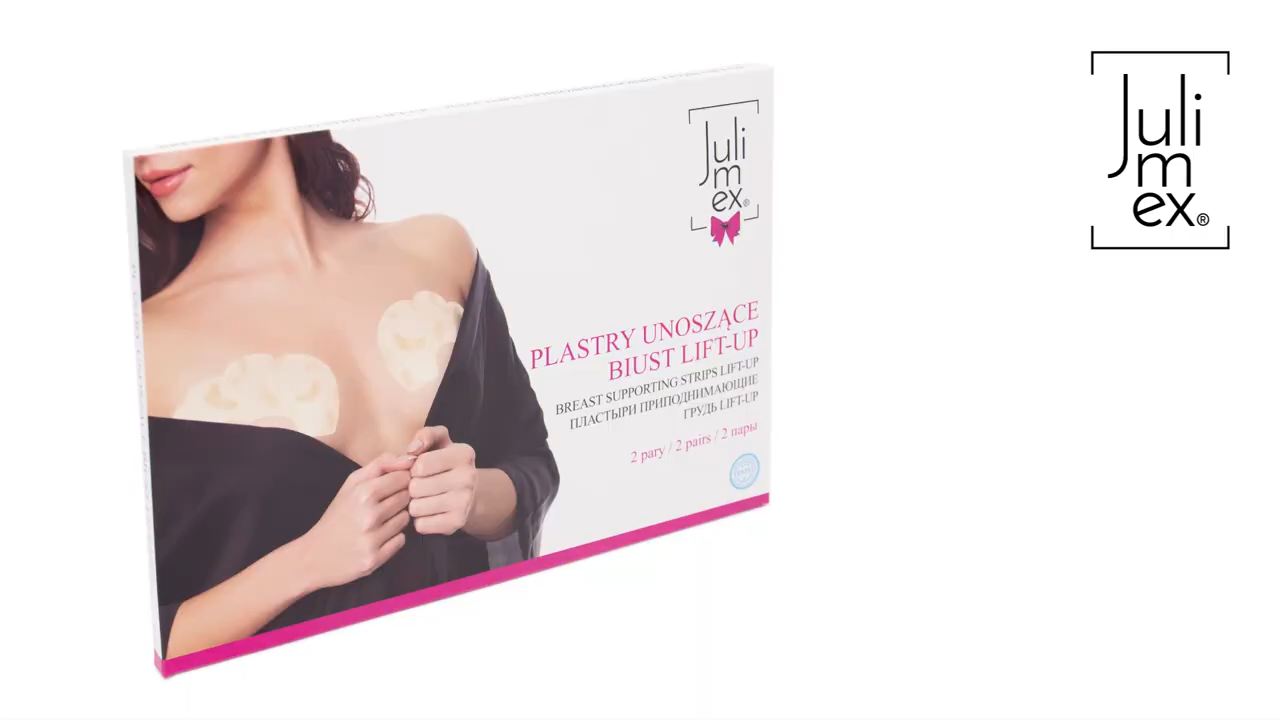 Juli
m
ex®
PLASTRY UNOSZĄCE
BIUST LIFT-UP
BREAST SUPPORTING STRIPS LIFT-UP
ПЛАСТЫРИ ПРИПОДНИМАЮЩИЕ
ГРУДЬ LIFT-UP
2 pary / 2 pairs / 2 пары
Juli
m
ex®